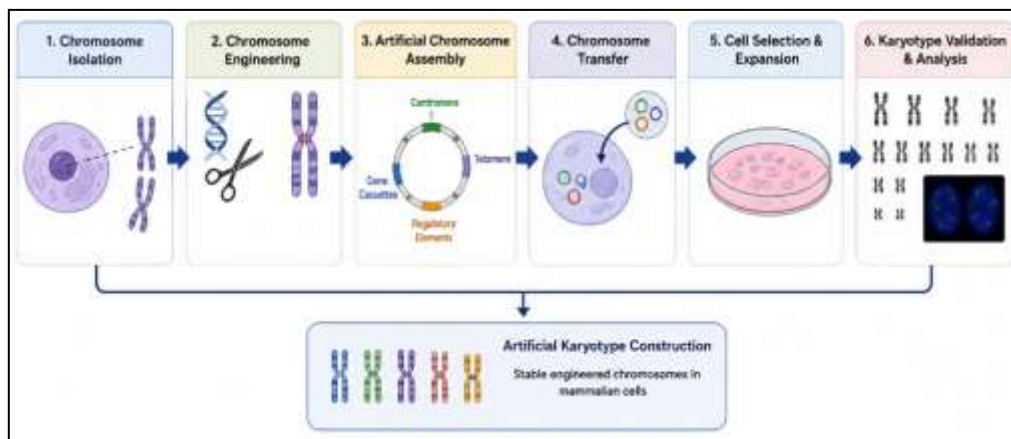 1. Chromosome
Isolation
2. Chromosome
Engineering
3. Artificial Chromosome
Assembly
4. Chromosome
Transfer
5. Cell Selection &
Expansion
6. Karyotype Validation
& Analysis
Centromere
Telomere
Gene
Cassettes
Regulatory
Elements
Artificial Karyotype Construction
Stable engineered chromosomes in
mammalian cells